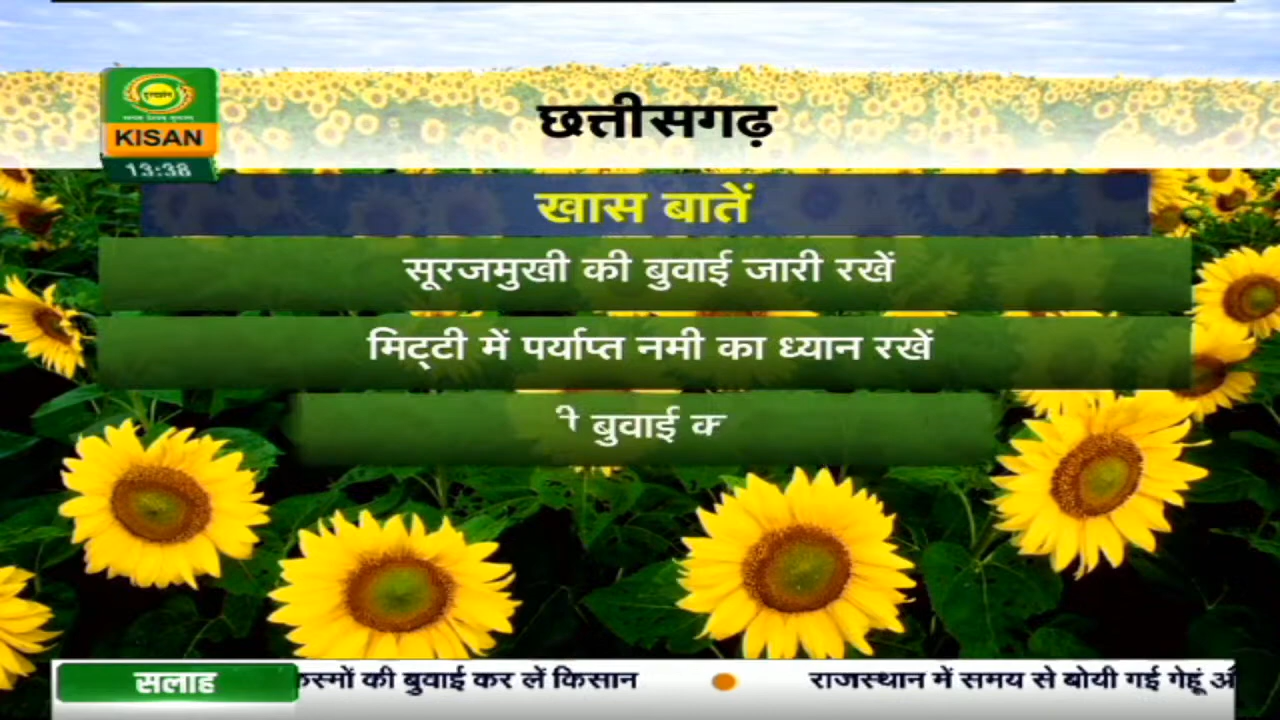 छत्तीसगढ़
KISAN
13:38
खास बातें
सूरजमुखी की बुवाई जारी रखें
मिट्टी में पर्याप्त नमी का ध्यान रखें
बुवाई
सलाह
की बुवाई कर लें किसान
राजस्थान में समय से बोयी गई गेहूं